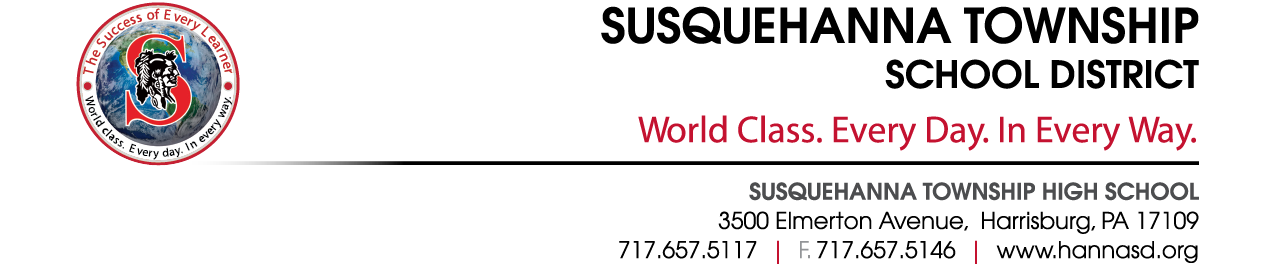 The Success of Every Learner
World class. Every day. In every way.
S
SUSQUEHANNA TOWNSHIP
SCHOOL DISTRICT
World Class. Every Day. In Every Way.
SUSQUEHANNA TOWNSHIP HIGH SCHOOL
3500 Elmerton Avenue, Harrisburg, PA 17109
717.657.5117 | F. 717.657.5146 | www.hannasd.org